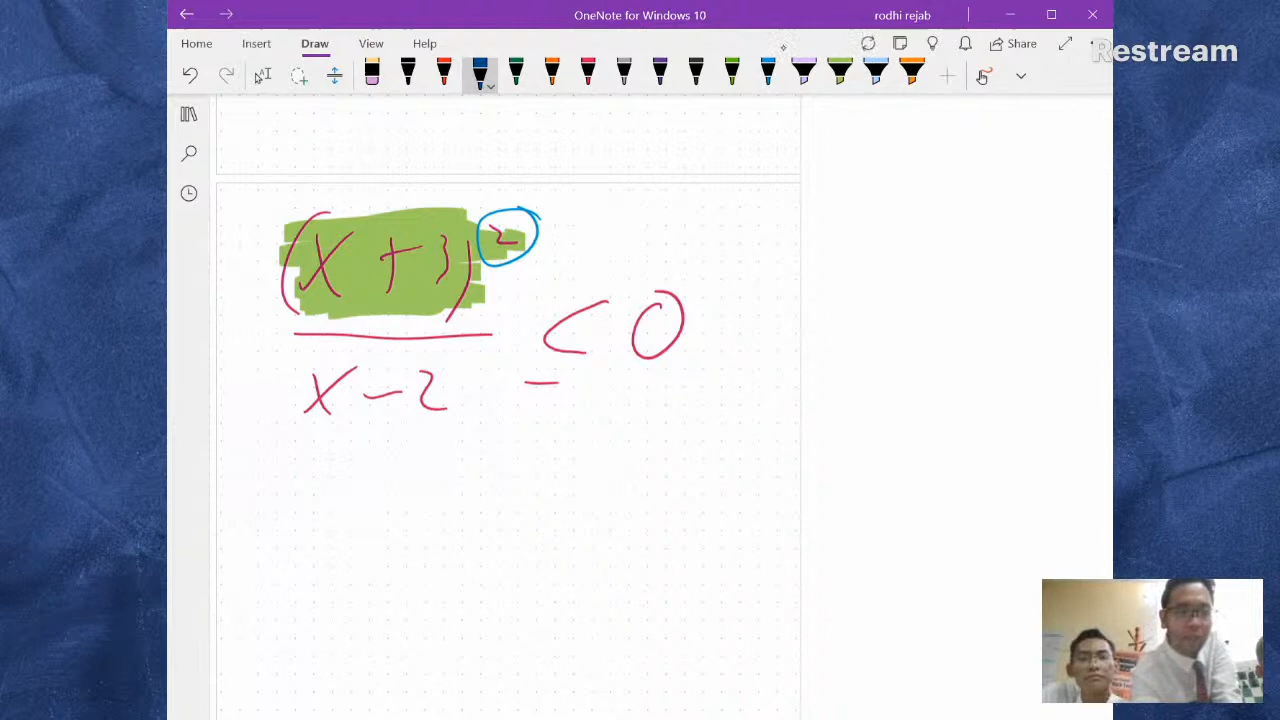 OneNote for Windows 10
rodhi rejab
Home Insert Draw View Help
Share
Restream
(x + 3)²
< 0
x - 2 -